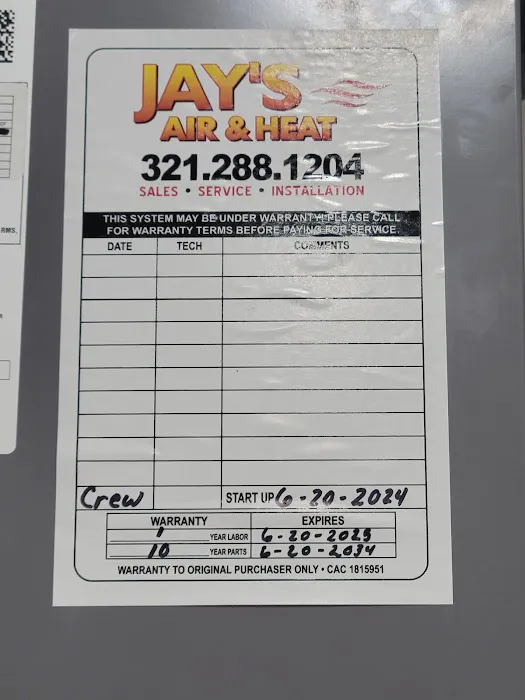 JAY'S
AIR & HEAT
321.288.1204
SALES • SERVICE • INSTALLATION
THIS SYSTEM MAY BE UNDER WARRANTY! PLEASE CALL
FOR WARRANTY TERMS BEFORE PAYING FOR SERVICE.
DATE TECH COMMENTS
Crew START UP 6-20-2024
WARRANTY EXPIRES
1 YEAR LABOR 6-20-2025
10 YEAR PARTS 6-20-2034
WARRANTY TO ORIGINAL PURCHASER ONLY • CAC 1815951
RMS,